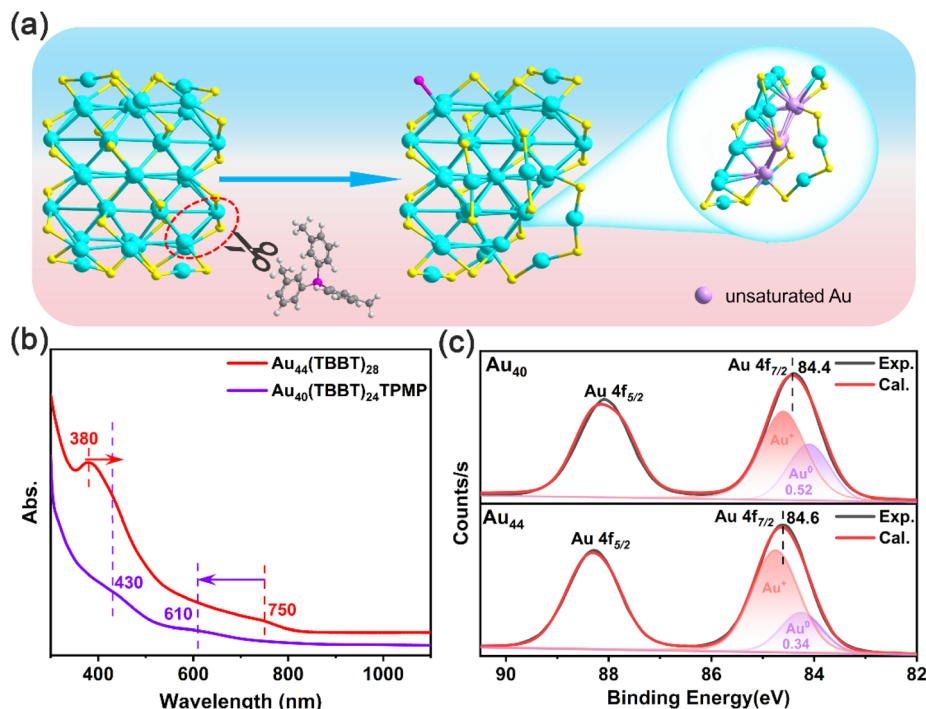 (a)
unsaturated Au
(b)
Au₄₄(TBBT)₂₈
Au₄₀(TBBT)₂₄TPMP
380
430
610
750
Abs.
400
600
800
1000
Wavelength (nm)
(c)
Au₄₀
Au 4f₅/₂
Au 4f₇/₂
84.4
Exp.
Cal.
Au⁺
Au⁰
0.52
Au₄₄
Au 4f₅/₂
Au 4f₇/₂
84.6
Exp.
Cal.
Au⁺
Au⁰
0.34
Counts/s
90
88
86
84
82
Binding Energy(eV)